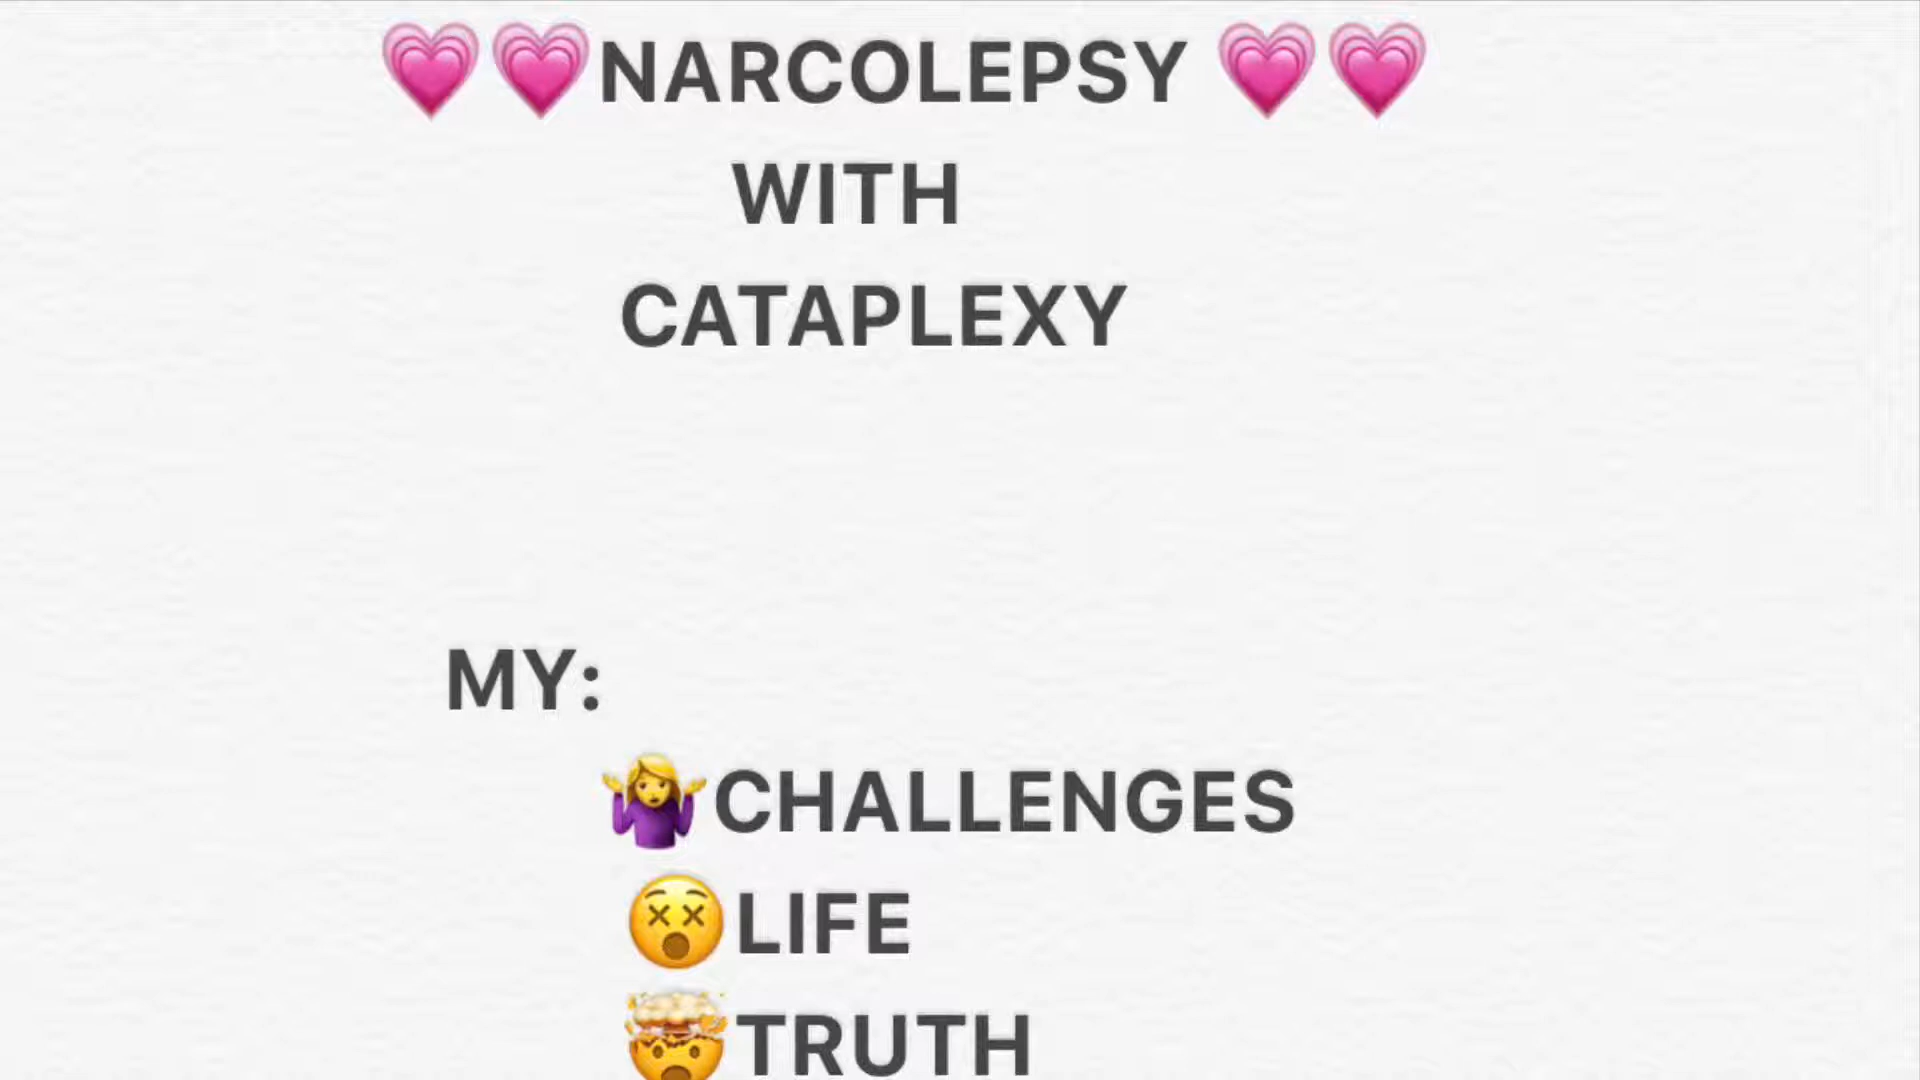 💗💗NARCOLEPSY 💗💗
WITH
CATAPLEXY
MY:
🤷‍♀️CHALLENGES
😵LIFE
🤯TRUTH